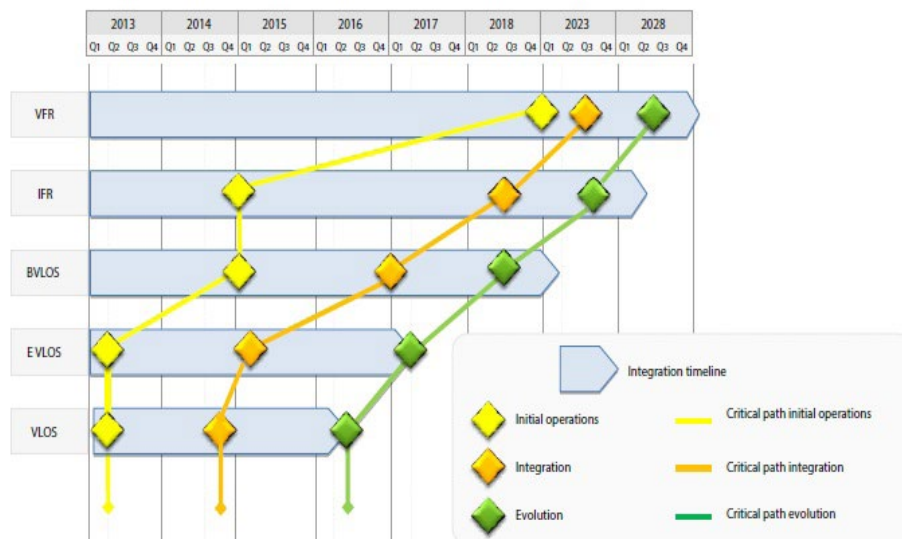 2013 2014 2015 2016 2017 2018 2023 2028
Q1 Q2 Q3 Q4 Q1 Q2 Q3 Q4 Q1 Q2 Q3 Q4 Q1 Q2 Q3 Q4 Q1 Q2 Q3 Q4 Q1 Q2 Q3 Q4 Q1 Q2 Q3 Q4 Q1 Q2 Q3 Q4
VFR
IFR
BVLOS
E VLOS
VLOS
Integration timeline
Initial operations Critical path initial operations
Integration Critical path integration
Evolution Critical path evolution